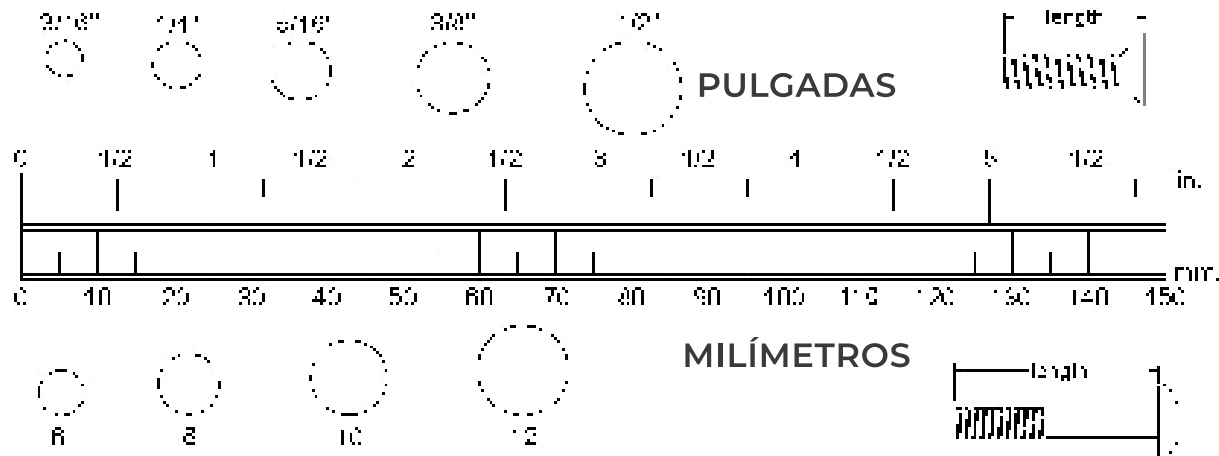 3/16" 1/4" 5/16" 3/8" 1/2"
length
PULGADAS
0 1/2 1 1/2 2 1/2 3 1/2 4 1/2 5 1/2
in.
mm.
0 10 20 30 40 50 60 70 80 90 100 110 120 130 140 150
MILÍMETROS
length
6 8 10 12